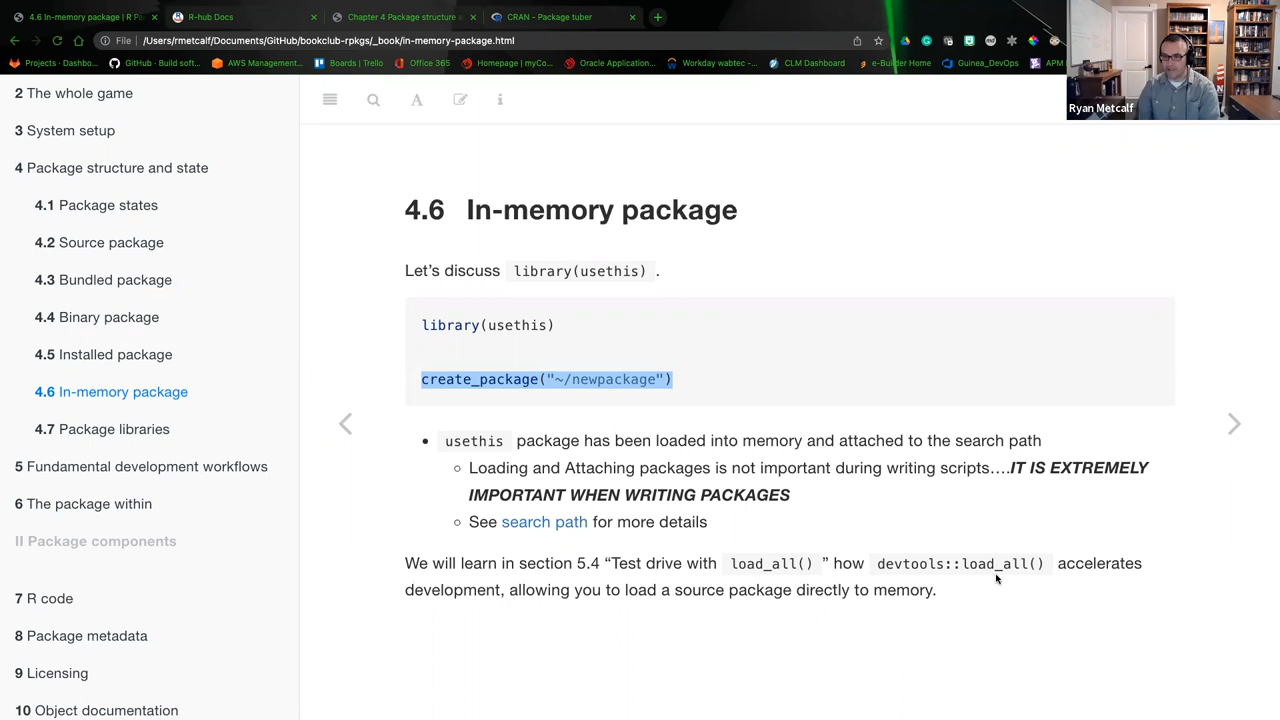 4.6 In-memory package | R Pa
R-hub Docs
Chapter 4 Package structure a
CRAN - Package tuber
File
/Users/rmetcalf/Documents/GitHub/bookclub-rpkgs/_book/in-memory-package.html
Projects · Dashbo...
GitHub · Build soft...
AWS Management...
Boards | Trello
Office 365
Homepage | myCo...
Oracle Application...
Workday wabtec -...
CLM Dashboard
e-Builder Home
Guinea_DevOps
APM
Ryan Metcalf
2 The whole game
3 System setup
4 Package structure and state
4.1 Package states
4.2 Source package
4.3 Bundled package
4.4 Binary package
4.5 Installed package
4.6 In-memory package
4.7 Package libraries
5 Fundamental development workflows
6 The package within
II Package components
7 R code
8 Package metadata
9 Licensing
10 Object documentation
4.6 In-memory package
Let's discuss library(usethis) .
library(usethis)
create_package("~/newpackage")
• usethis package has been loaded into memory and attached to the search path
◦ Loading and Attaching packages is not important during writing scripts....IT IS EXTREMELY
IMPORTANT WHEN WRITING PACKAGES
◦ See search path for more details
We will learn in section 5.4 “Test drive with load_all() ” how devtools::load_all() accelerates
development, allowing you to load a source package directly to memory.